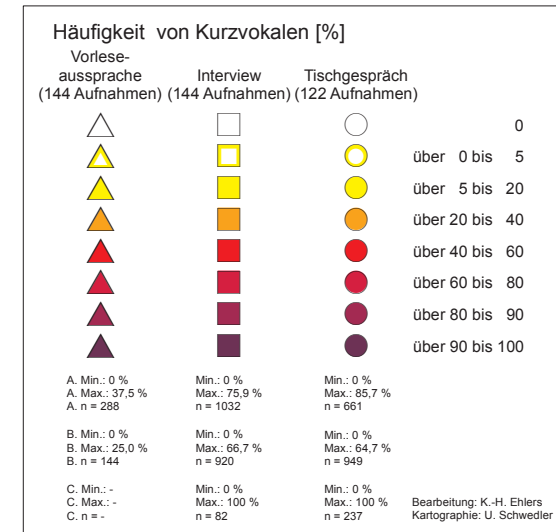 Häufigkeit von Kurzvokalen [%]
Vorlese-
aussprache Interview Tischgespräch
(144 Aufnahmen) (144 Aufnahmen) (122 Aufnahmen)
0
über 0 bis 5
über 5 bis 20
über 20 bis 40
über 40 bis 60
über 60 bis 80
über 80 bis 90
über 90 bis 100
A. Min.: 0 % Min.: 0 % Min.: 0 %
A. Max.: 37,5 % Max.: 75,9 % Max.: 85,7 %
A. n = 288 n = 1032 n = 661
B. Min.: 0 % Min.: 0 % Min.: 0 %
B. Max.: 25,0 % Max.: 66,7 % Max.: 64,7 %
B. n = 144 n = 920 n = 949
C. Min.: - Min.: 0 % Min.: 0 %
C. Max.: - Max.: 100 % Max.: 100 % Bearbeitung: K.-H. Ehlers
C. n = - n = 82 n = 237 Kartographie: U. Schwedler